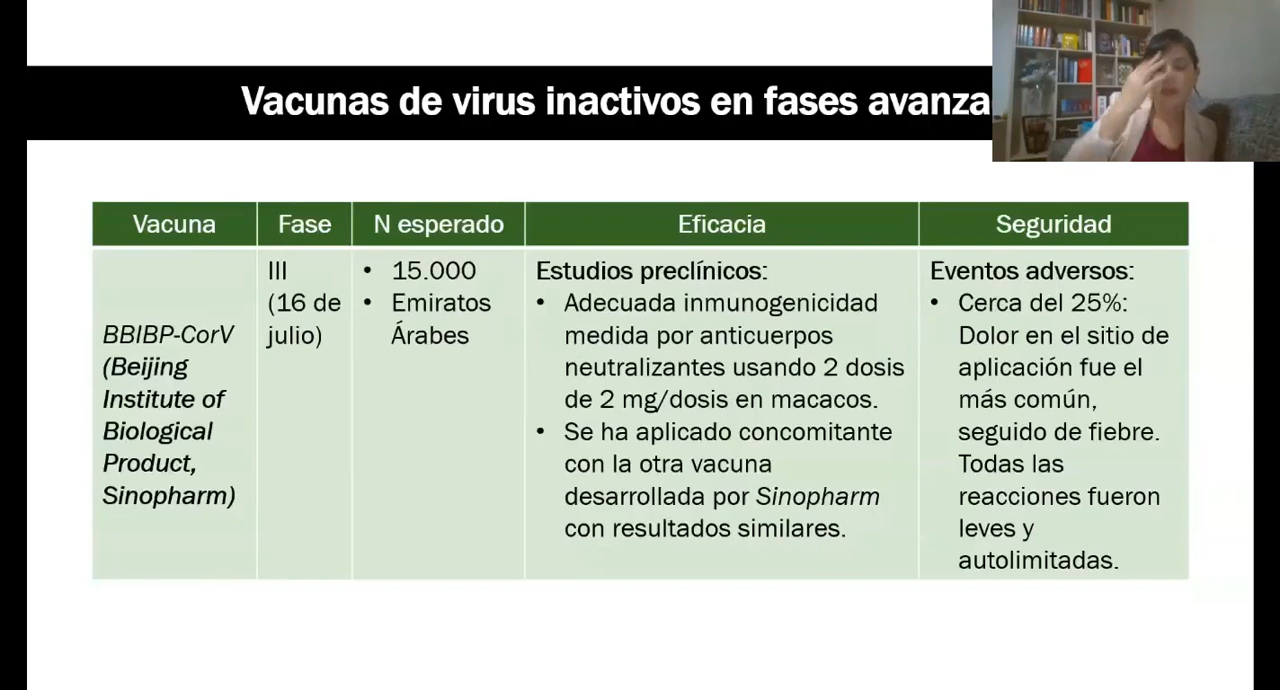 Vacunas de virus inactivos en fases avanza
Vacuna
Fase
N esperado
Eficacia
Seguridad
BBIBP-CorV
(Beijing
Institute of
Biological
Product,
Sinopharm)
III
(16 de
julio)
• 15.000
• Emiratos
Árabes
Estudios preclínicos:
• Adecuada inmunogenicidad
medida por anticuerpos
neutralizantes usando 2 dosis
de 2 mg/dosis en macacos.
• Se ha aplicado concomitante
con la otra vacuna
desarrollada por Sinopharm
con resultados similares.
Eventos adversos:
• Cerca del 25%:
Dolor en el sitio de
aplicación fue el
más común,
seguido de fiebre.
Todas las
reacciones fueron
leves y
autolimitadas.